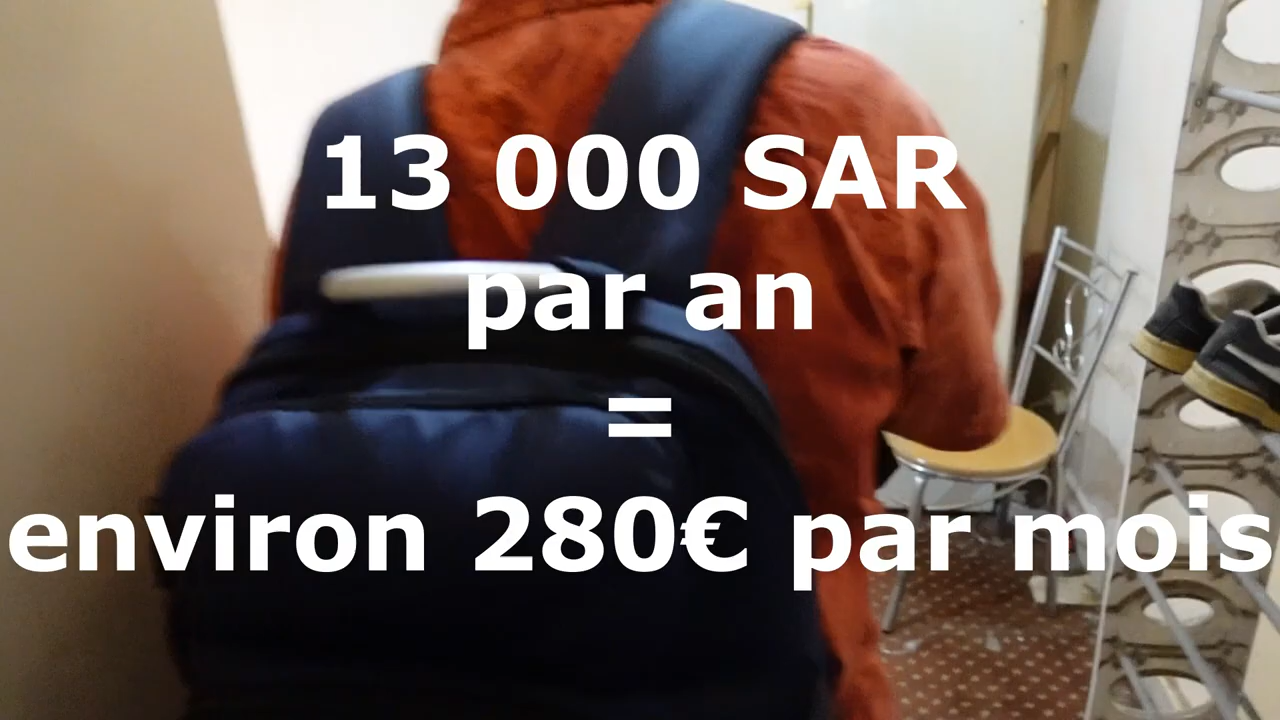 13 000 SAR
par an
=
environ 280€ par mois